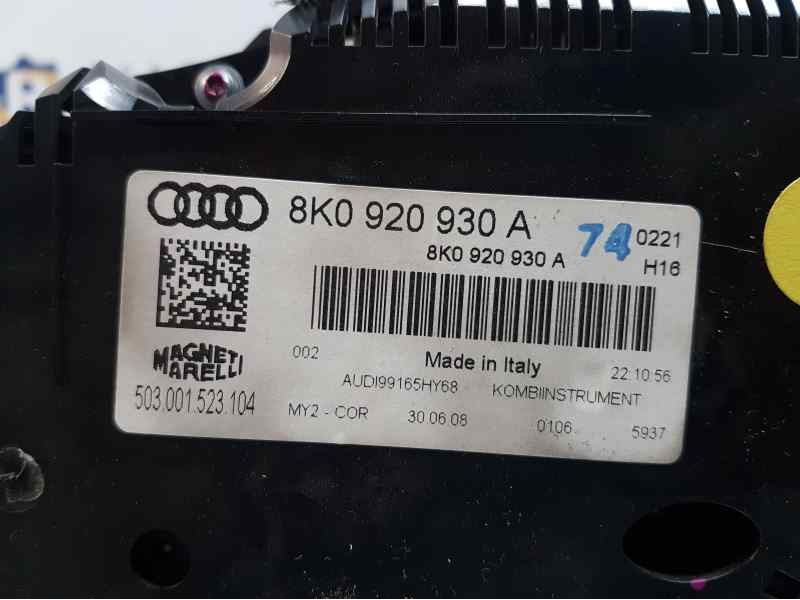 8K0 920 930 A 74 0221
8K0 920 930 A H16
MAGNETI
MARELLI
002 Made in Italy 22:10:56
503.001.523.104 AUDI99165HY68 KOMBIINSTRUMENT
MY2 - COR 30.06.08 0106 5937